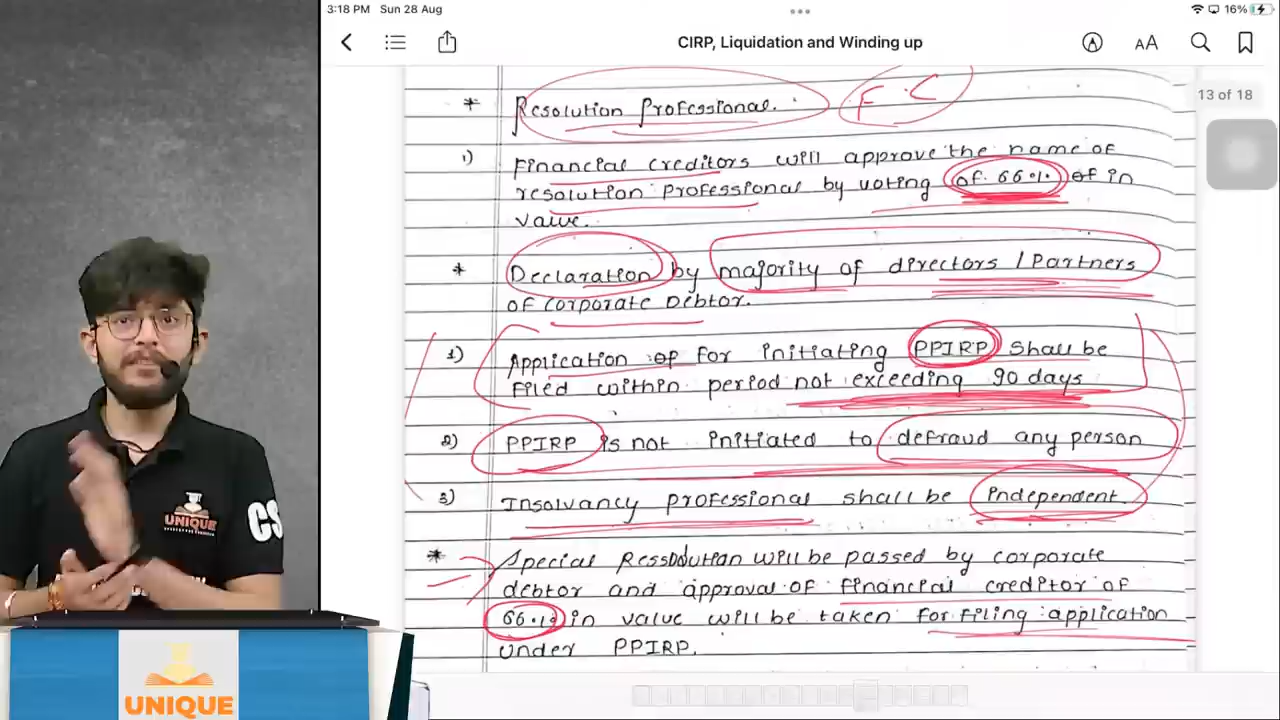 3:18 PM Sun 28 Aug
16%
CIRP, Liquidation and Winding up
AA
13 of 18
* Resolution Professional. F.C
1) Financial creditors will approve the name of
resolution professional by voting of 66% of in
value.
* Declaration by majority of directors / Partners
of corporate Debtor.
1) Application of for initiating PPIRP Shall be
filed within period not exceeding 90 days
2) PPIRP is not initiated to defraud any person
3) Insolvancy professional shall be Independent.
* Special Ressoution will be passed by corporate
debtor and approval of financial creditor of
66% in value will be taken for filing application
under PPIRP.
UNIQUE
CS
UNIQUE